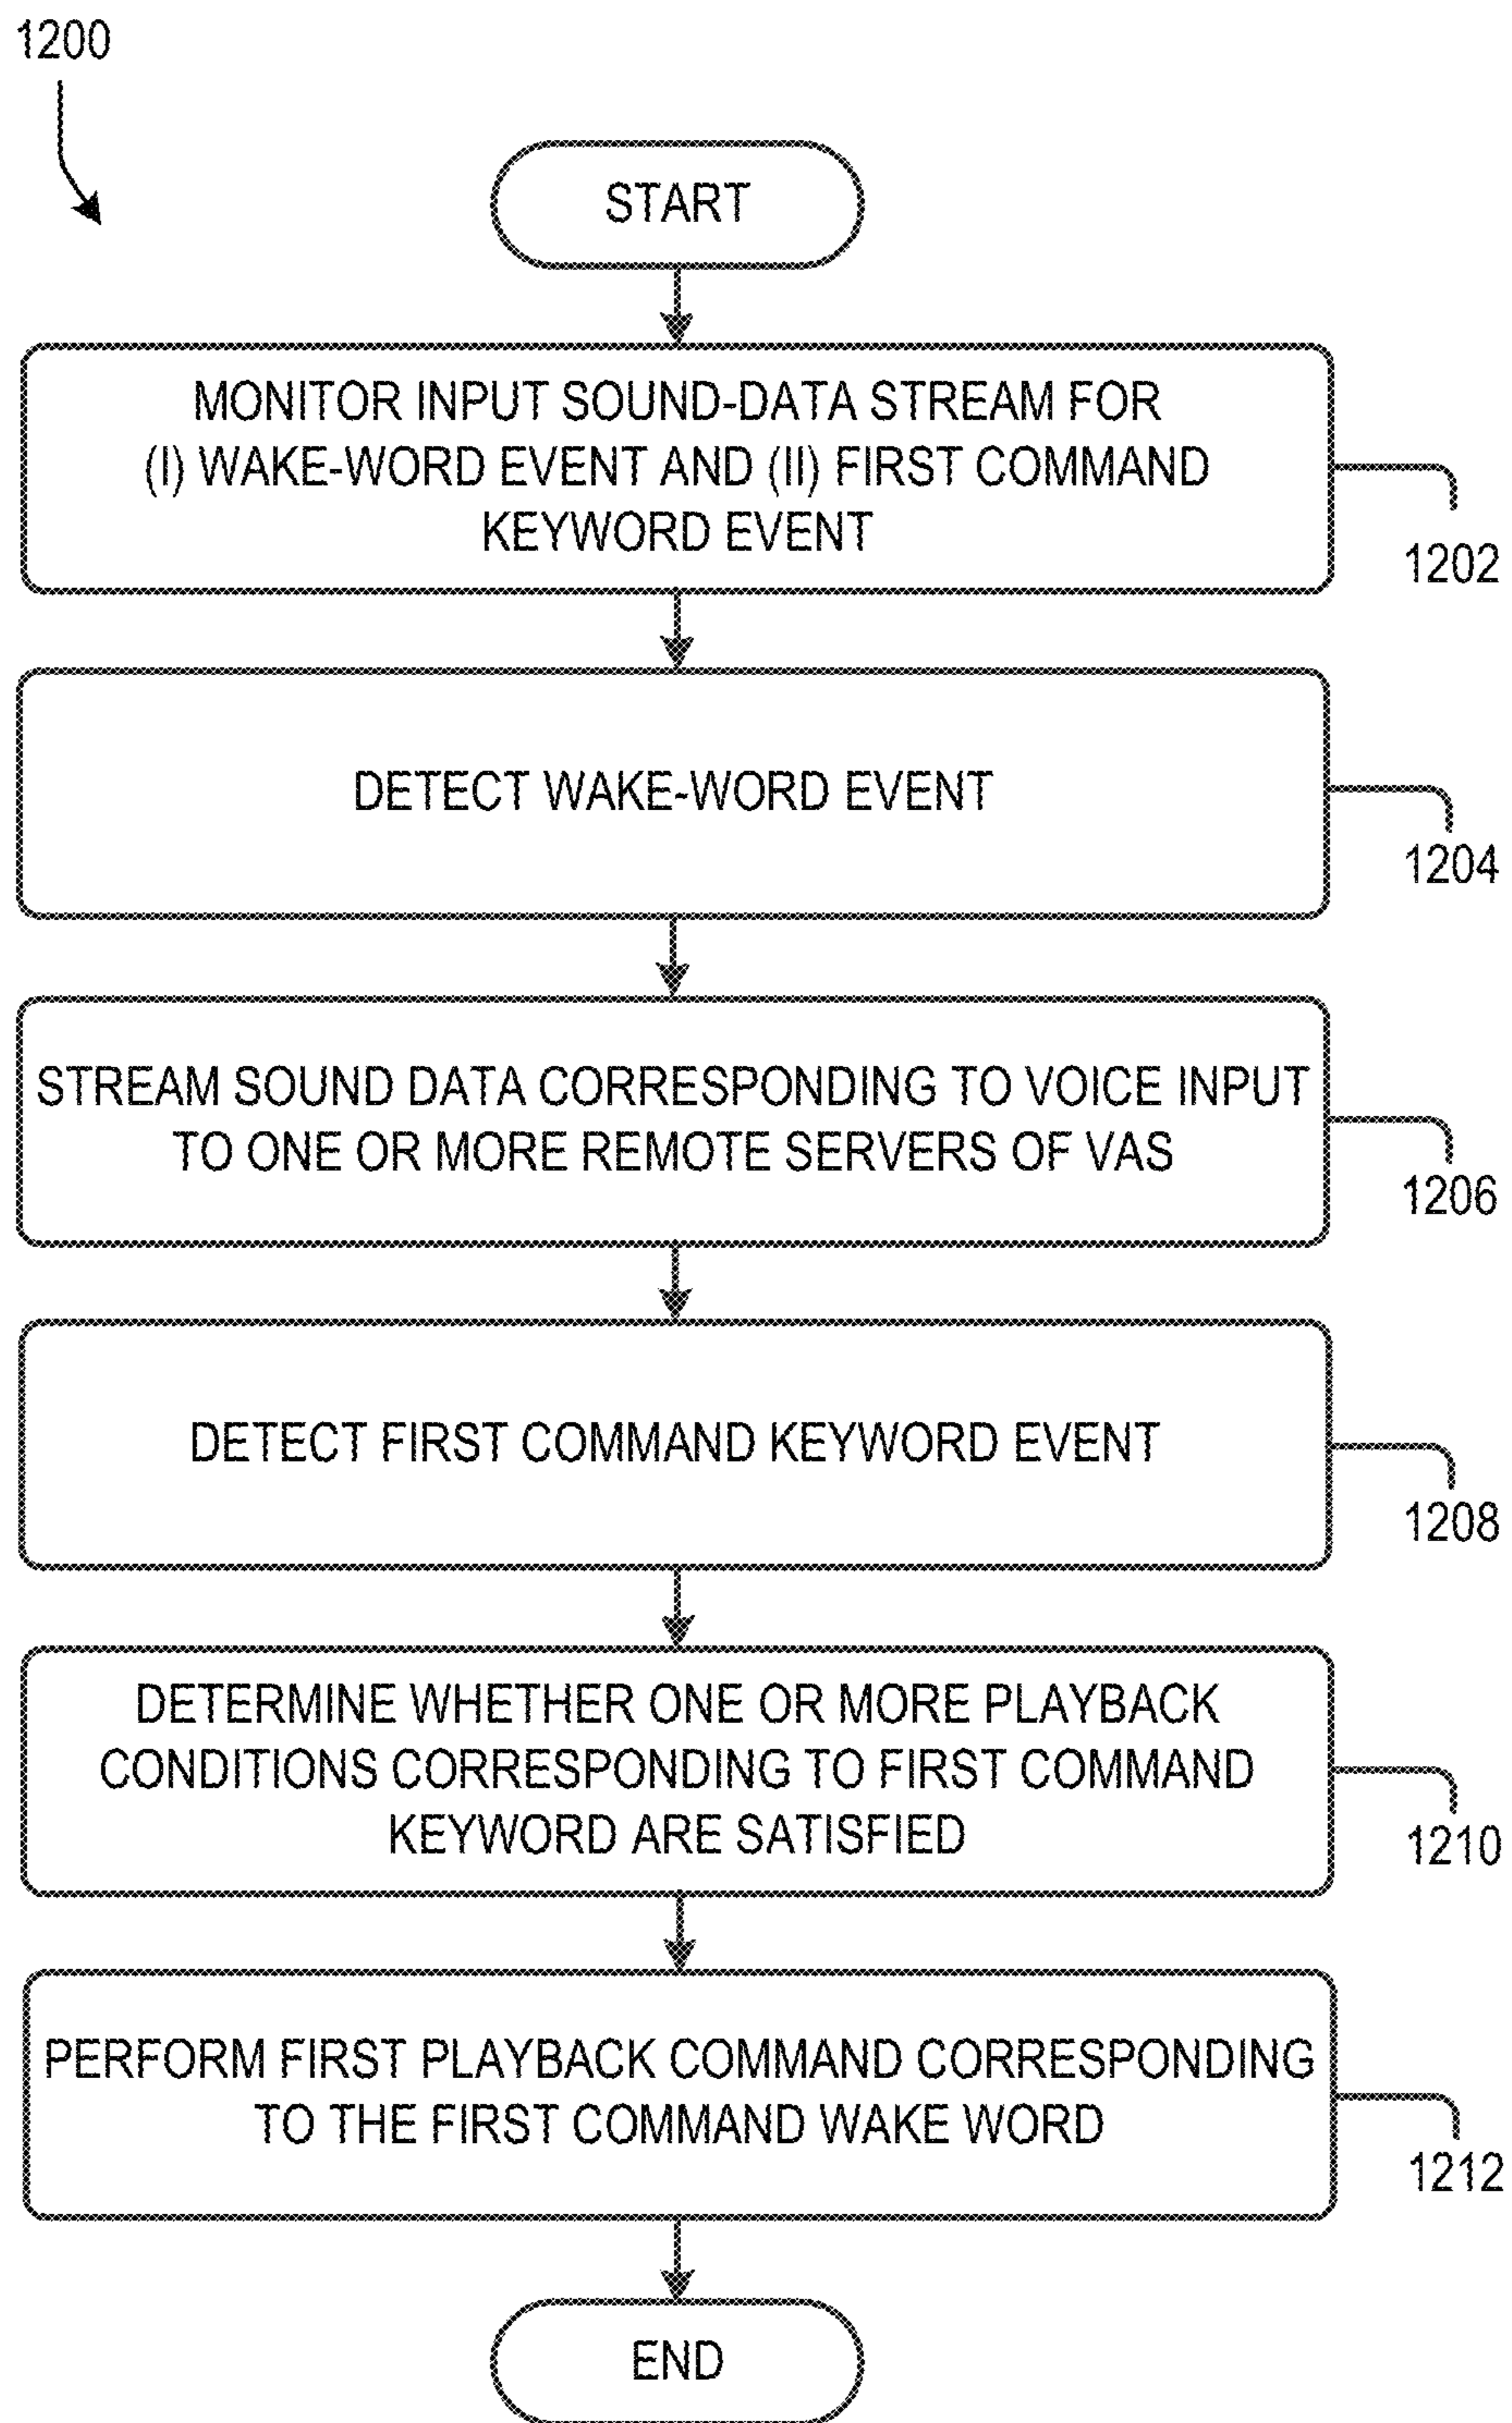 1200
START
MONITOR INPUT SOUND-DATA STREAM FOR
(I) WAKE-WORD EVENT AND (II) FIRST COMMAND
KEYWORD EVENT
1202
DETECT WAKE-WORD EVENT
1204
STREAM SOUND DATA CORRESPONDING TO VOICE INPUT
TO ONE OR MORE REMOTE SERVERS OF VAS
1206
DETECT FIRST COMMAND KEYWORD EVENT
1208
DETERMINE WHETHER ONE OR MORE PLAYBACK
CONDITIONS CORRESPONDING TO FIRST COMMAND
KEYWORD ARE SATISFIED
1210
PERFORM FIRST PLAYBACK COMMAND CORRESPONDING
TO THE FIRST COMMAND WAKE WORD
1212
END